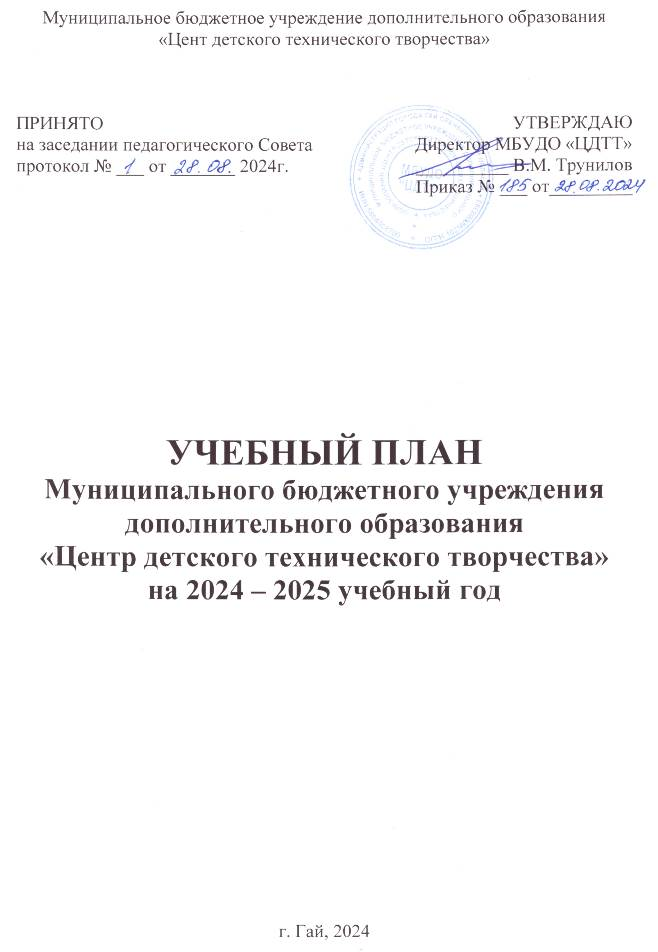 Муниципальное бюджетное учреждение дополнительного образования
«Цент детского технического творчества»
ПРИНЯТО
на заседании педагогического Совета
протокол № 1 от 28.08. 2024г.
УТВЕРЖДАЮ
Директор МБУДО «ЦДТТ»
В.М. Трунилов
Приказ № 185 от 28.08.2024
УЧЕБНЫЙ ПЛАН
Муниципального бюджетного учреждения
дополнительного образования
«Центр детского технического творчества»
на 2024 – 2025 учебный год
г. Гай, 2024